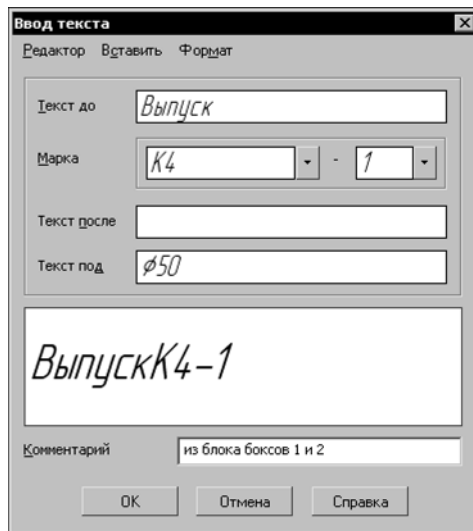 Ввод текста
Редактор Вставить Формат
Текст до Выпуск
Марка К4 - 1
Текст после
Текст под ⌀50
ВыпускК4-1
Комментарий из блока боксов 1 и 2
OK Отмена Справка